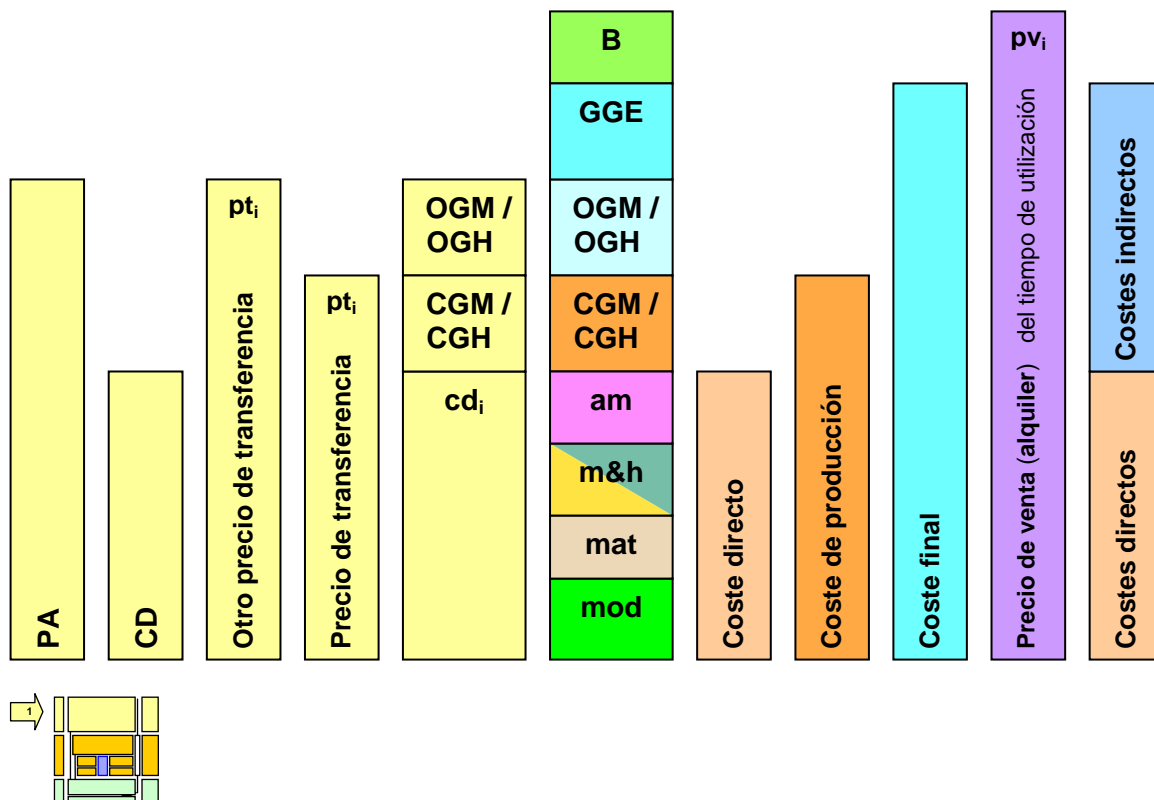 PA
CD
pti
Otro precio de transferencia
pti
Precio de transferencia
OGM /
OGH
CGM /
CGH
cdi
B
GGE
OGM /
OGH
CGM /
CGH
am
m&h
mat
mod
Coste directo
Coste de producción
Coste final
pvi
Precio de venta (alquiler) del tiempo de utilización
Costes indirectos
Costes directos
1